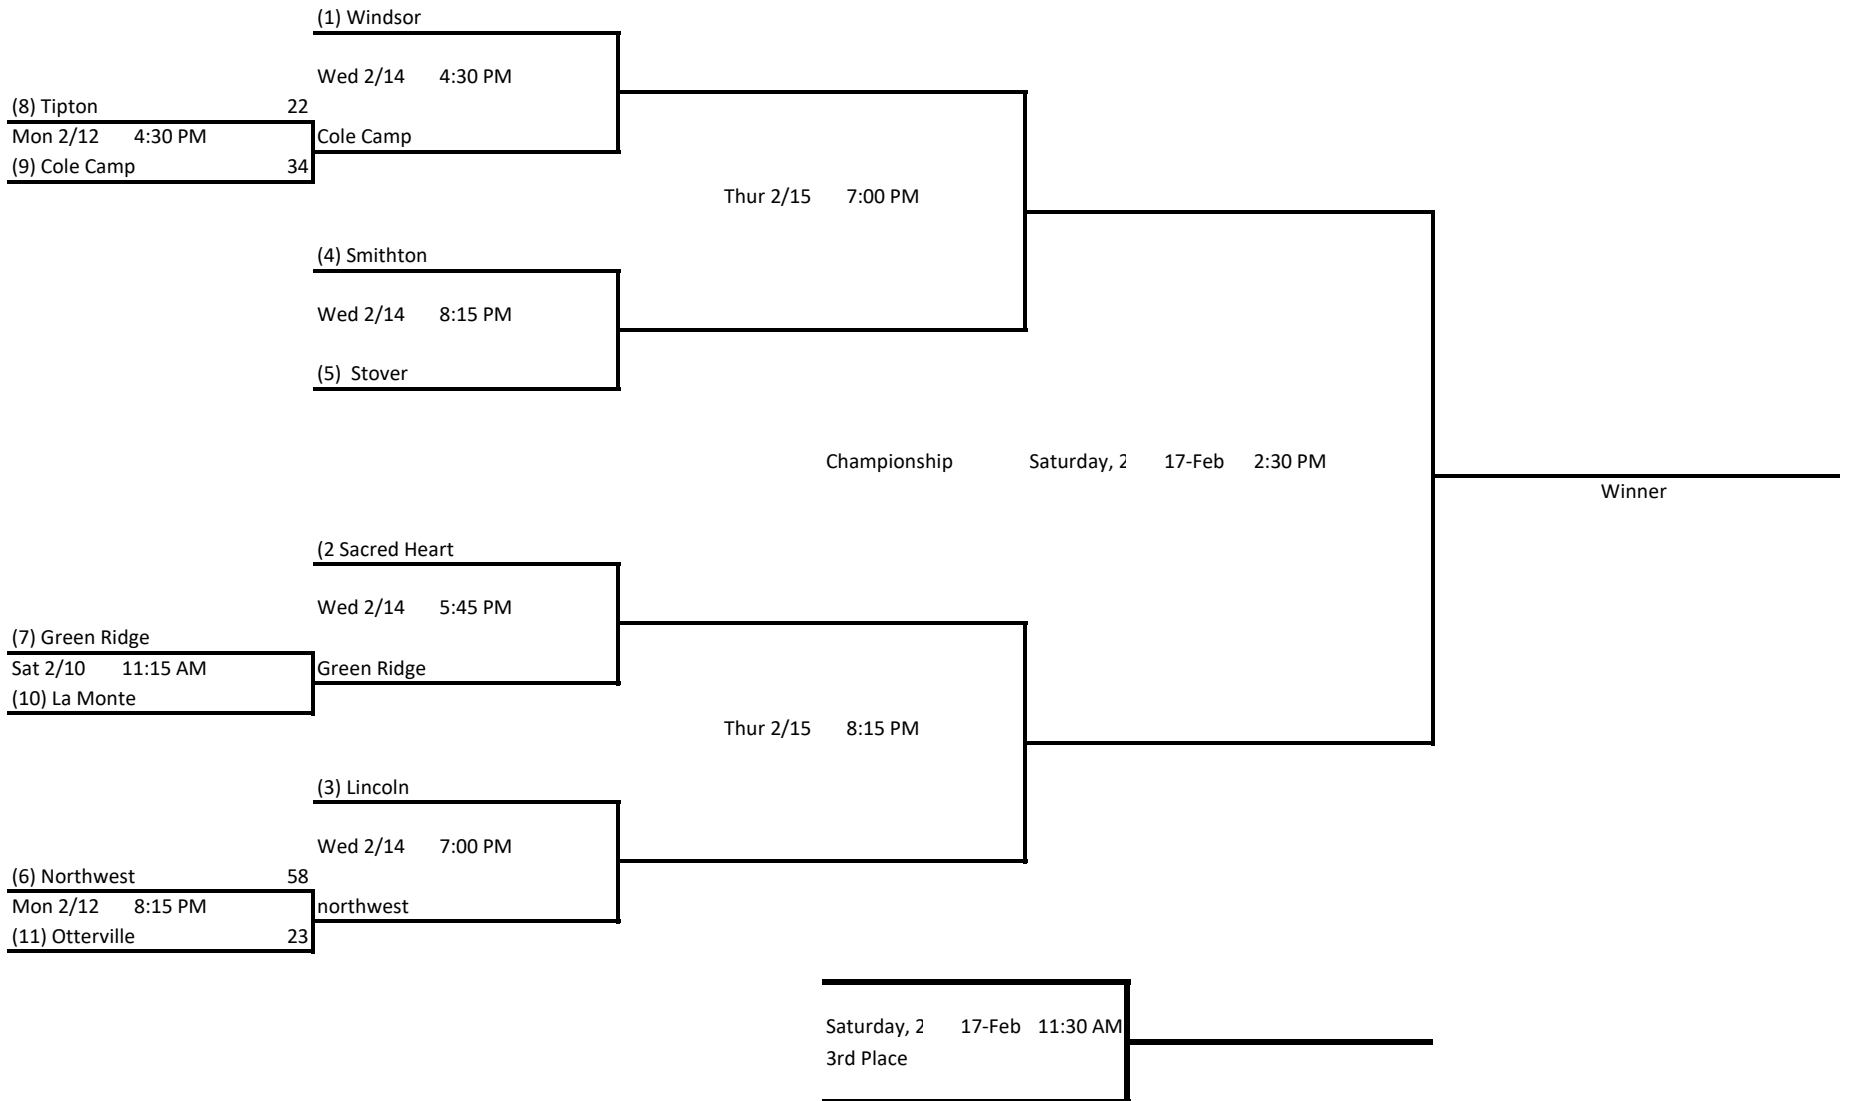 (1) Windsor
Wed 2/14 4:30 PM
(8) Tipton 22
Mon 2/12 4:30 PM Cole Camp
(9) Cole Camp 34
Thur 2/15 7:00 PM
(4) Smithton
Wed 2/14 8:15 PM
(5) Stover
Championship Saturday, 2 17-Feb 2:30 PM
Winner
(2 Sacred Heart
Wed 2/14 5:45 PM
(7) Green Ridge
Sat 2/10 11:15 AM Green Ridge
(10) La Monte
Thur 2/15 8:15 PM
(3) Lincoln
Wed 2/14 7:00 PM
(6) Northwest 58
Mon 2/12 8:15 PM northwest
(11) Otterville 23
Saturday, 2 17-Feb 11:30 AM
3rd Place